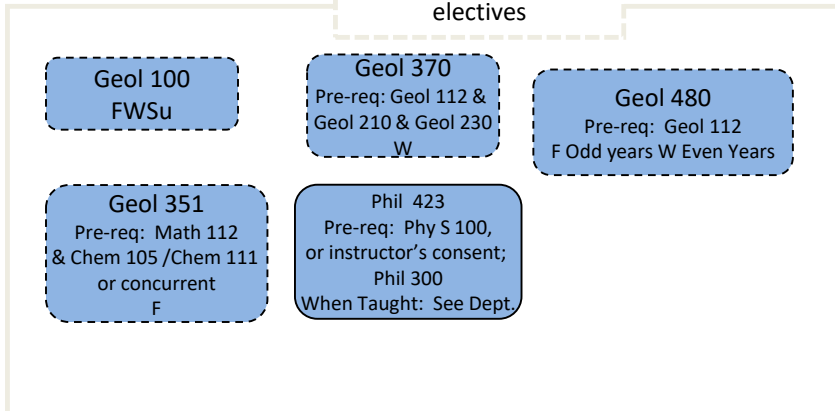 electives
Geol 100
FWSu
Geol 370
Pre-req: Geol 112 &
Geol 210 & Geol 230
W
Geol 480
Pre-req: Geol 112
F Odd years W Even Years
Geol 351
Pre-req: Math 112
& Chem 105 /Chem 111
or concurrent
F
Phil 423
Pre-req: Phy S 100,
or instructor’s consent;
Phil 300
When Taught: See Dept.